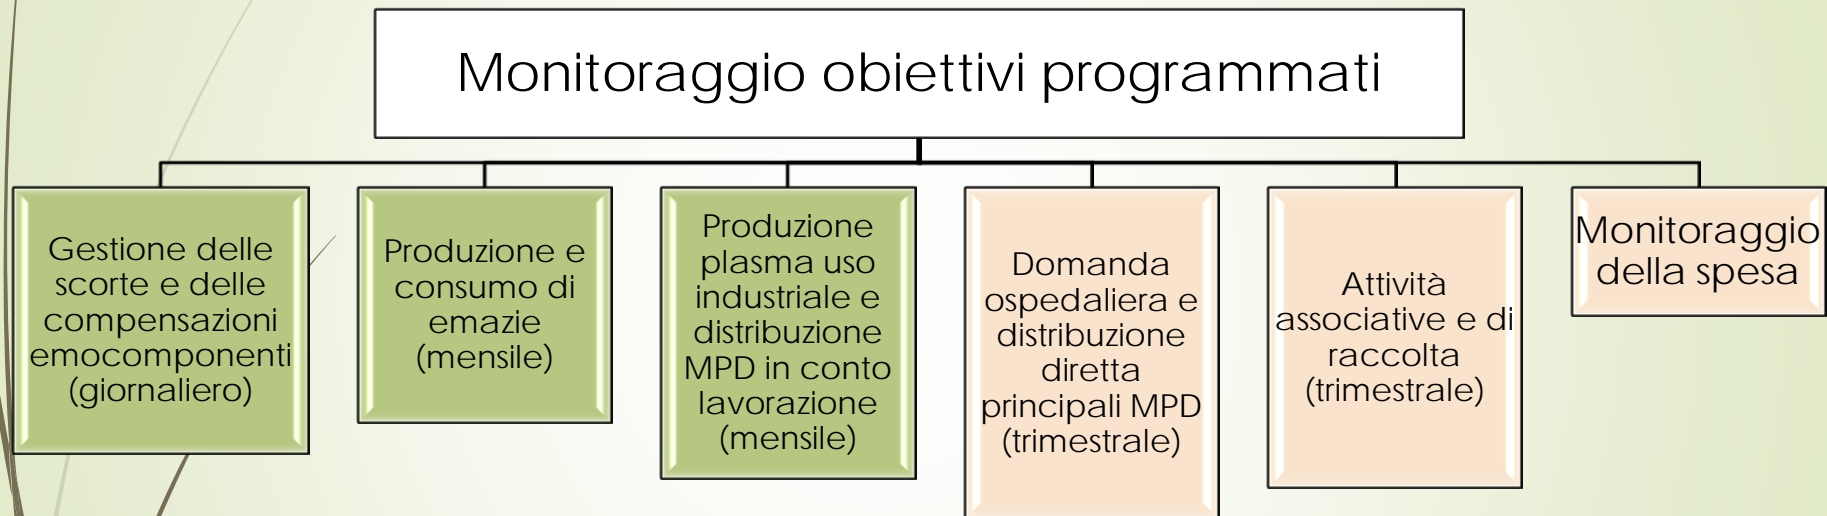 Monitoraggio obiettivi programmati
Gestione delle
scorte e delle
compensazioni
emocomponenti
(giornaliero)
Produzione e
consumo di
emazie
(mensile)
Produzione
plasma uso
industriale e
distribuzione
MPD in conto
lavorazione
(mensile)
Domanda
ospedaliera e
distribuzione
diretta
principali MPD
(trimestrale)
Attività
associative e di
raccolta
(trimestrale)
Monitoraggio
della spesa